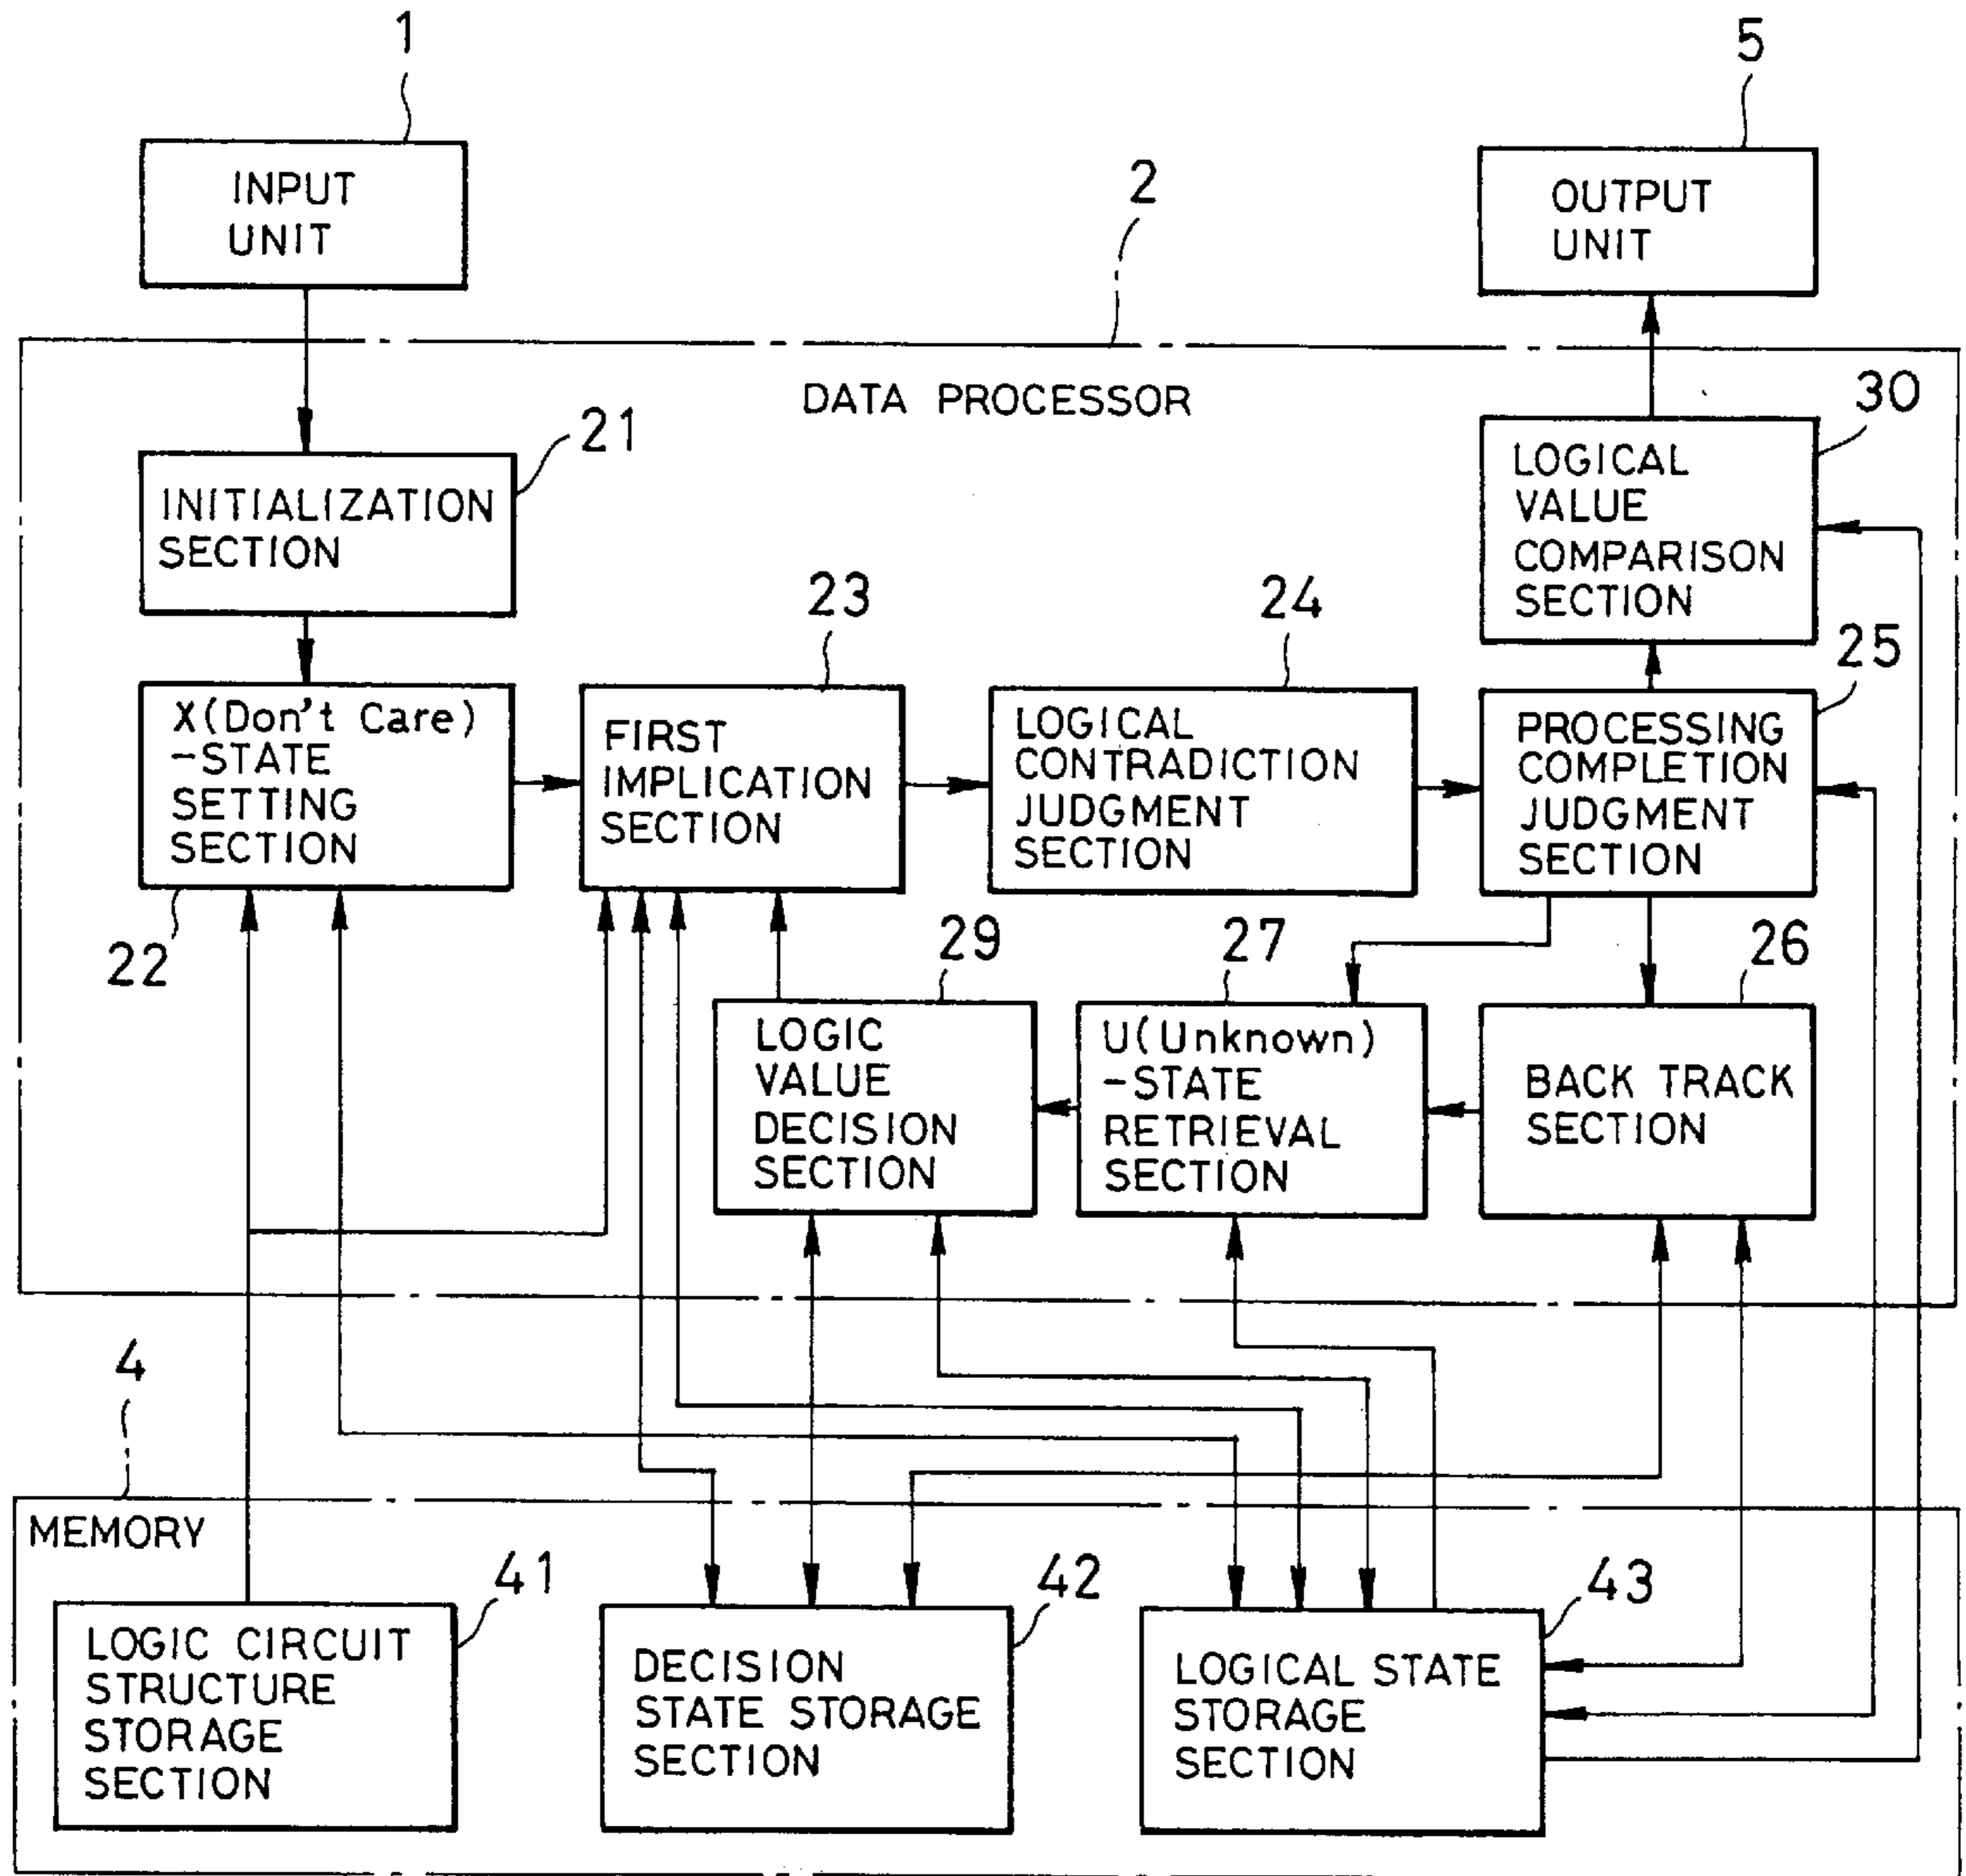 1
5
INPUT
UNIT
2
OUTPUT
UNIT
DATA PROCESSOR
30
21
LOGICAL
VALUE
COMPARISON
SECTION
INITIALIZATION
SECTION
23
24
25
X(Don't Care)
-STATE
SETTING
SECTION
FIRST
IMPLICATION
SECTION
LOGICAL
CONTRADICTION
JUDGMENT
SECTION
PROCESSING
COMPLETION
JUDGMENT
SECTION
22
29
27
26
LOGIC
VALUE
DECISION
SECTION
U(Unknown)
-STATE
RETRIEVAL
SECTION
BACK TRACK
SECTION
4
MEMORY
41
42
43
LOGIC CIRCUIT
STRUCTURE
STORAGE
SECTION
DECISION
STATE STORAGE
SECTION
LOGICAL STATE
STORAGE
SECTION